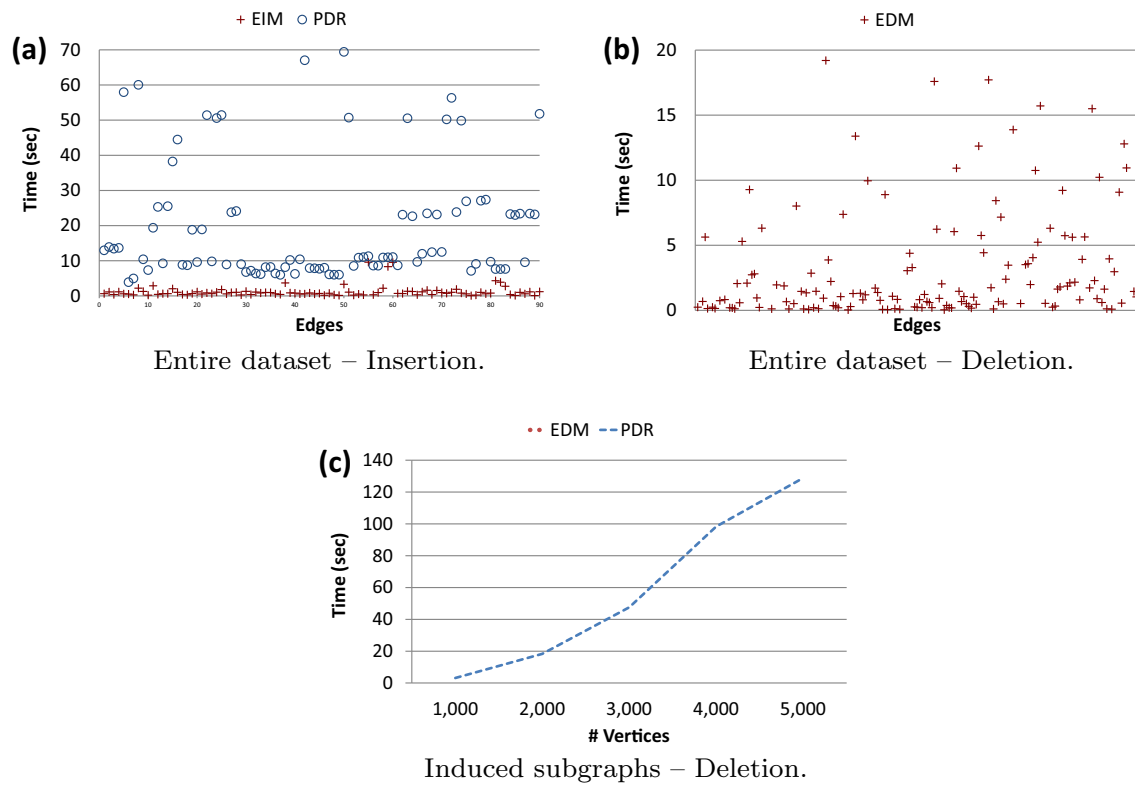 + EIM ○ PDR
(a)
70
60
50
40
30
20
10
0
Time (sec)
0 10 20 30 40 50 60 70 80 90
Edges
Entire dataset – Insertion.
+ EDM
(b)
20
15
10
5
0
Time (sec)
Edges
Entire dataset – Deletion.
EDM PDR
(c)
140
120
100
80
60
40
20
0
Time (sec)
1,000 2,000 3,000 4,000 5,000
# Vertices
Induced subgraphs – Deletion.